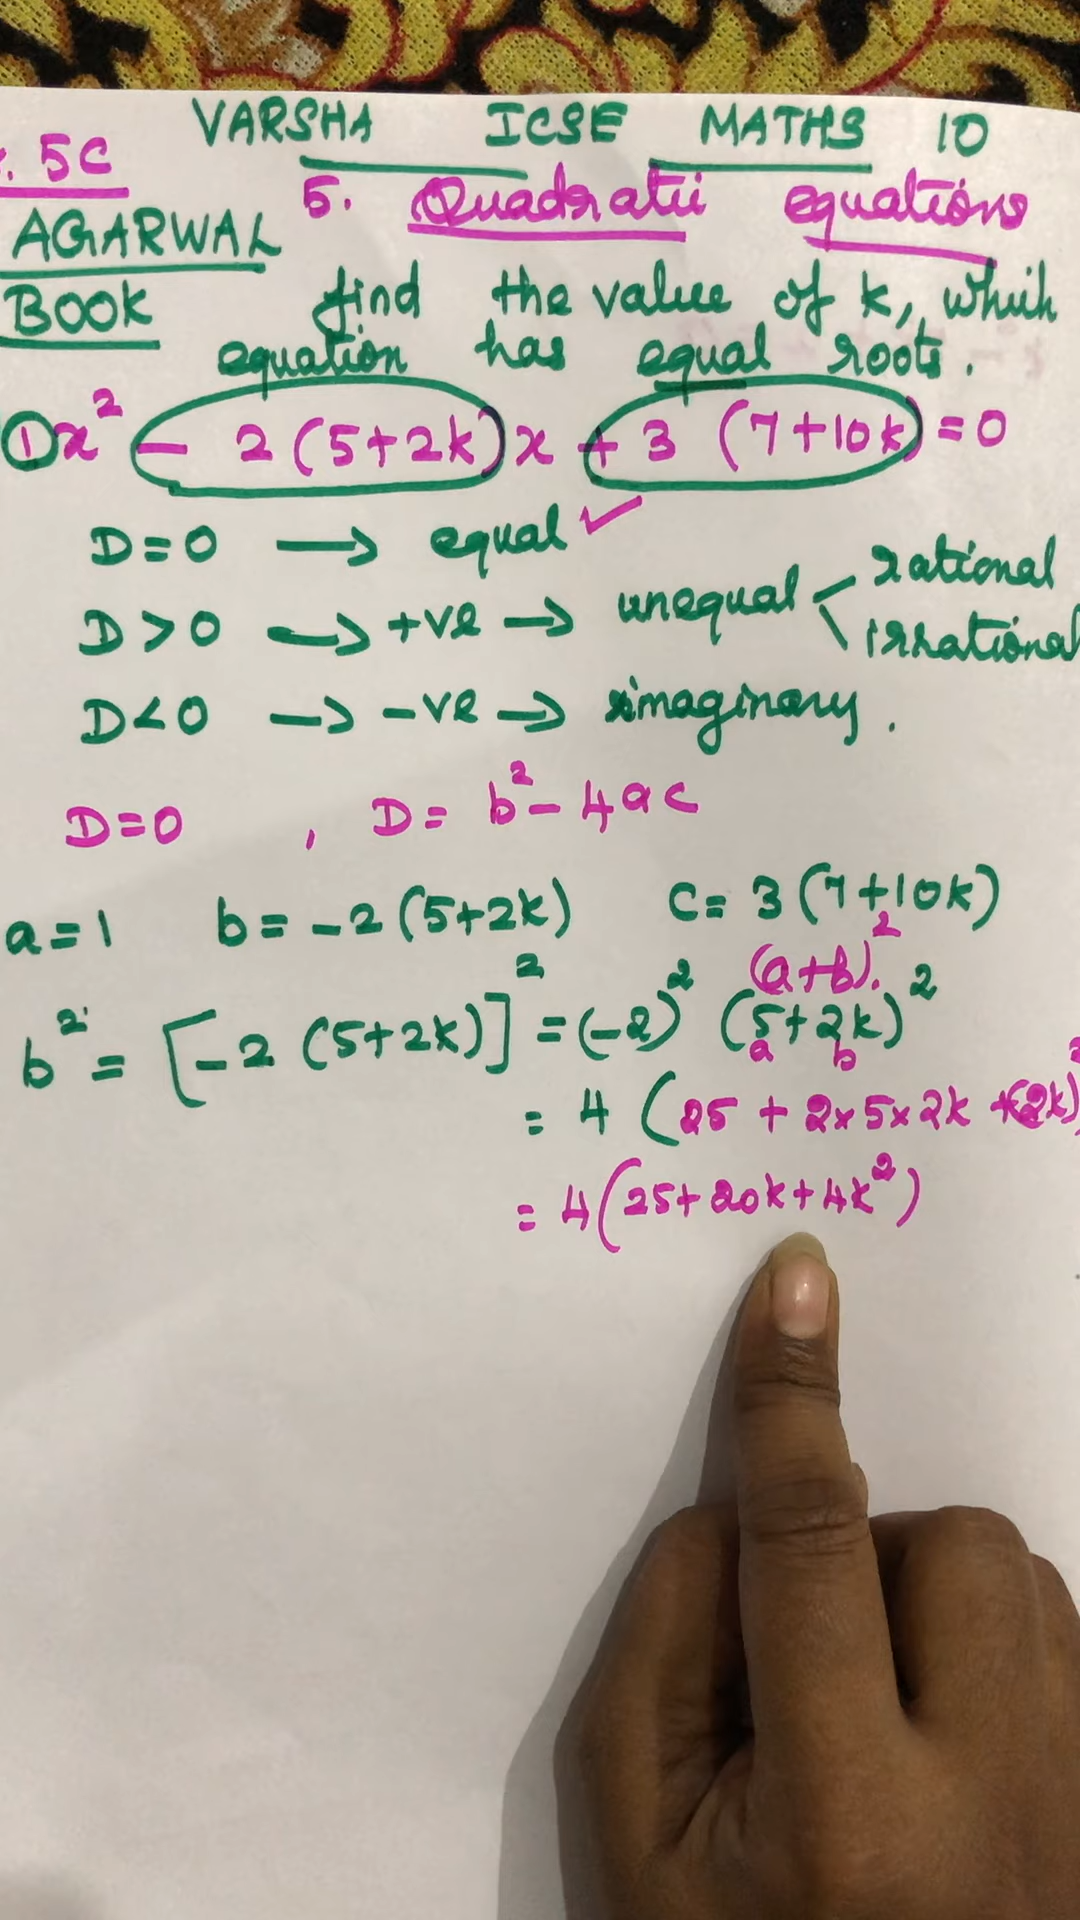 VARSHA ICSE MATHS 10
. 5C
5. Quadratic equations
AGARWAL
BOOK
find the value of k, which
equation has equal roots.
① x² - 2 (5+2k) x + 3 (7+10k) = 0
D=0 → equal ✓
D>0 → +ve → unequal < rational
irrational
D<0 → -ve → imaginary.
D=0 , D= b²-4ac
a=1 b= -2(5+2k) c= 3(7+10k)
(a+b)².
b² = [-2 (5+2k)]² = (-2)² (5+2k)²
a b
= 4 (25 + 2×5×2k + (2k)²
= 4(25+20k+4k²)